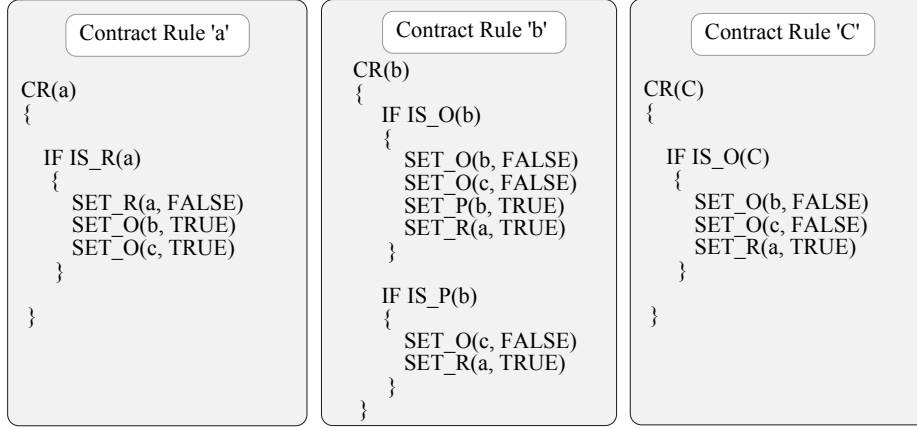 Contract Rule 'a'
CR(a)
{
IF IS_R(a)
{
SET_R(a, FALSE)
SET_O(b, TRUE)
SET_O(c, TRUE)
}
}
Contract Rule 'b'
CR(b)
{
IF IS_O(b)
{
SET_O(b, FALSE)
SET_O(c, FALSE)
SET_P(b, TRUE)
SET_R(a, TRUE)
}
IF IS_P(b)
{
SET_O(c, FALSE)
SET_R(a, TRUE)
}
}
Contract Rule 'C'
CR(C)
{
IF IS_O(C)
{
SET_O(b, FALSE)
SET_O(c, FALSE)
SET_R(a, TRUE)
}
}